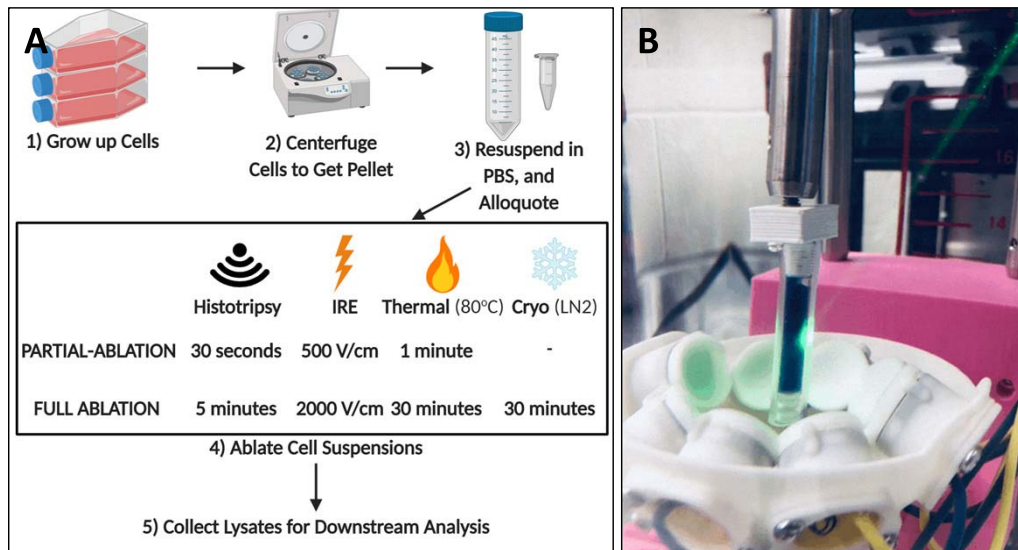 A
1) Grow up Cells
2) Centerfuge
Cells to Get Pellet
3) Resuspend in
PBS, and
Alloquote
Histotripsy IRE Thermal (80°C) Cryo (LN2)
PARTIAL-ABLATION 30 seconds 500 V/cm 1 minute -
FULL ABLATION 5 minutes 2000 V/cm 30 minutes 30 minutes
4) Ablate Cell Suspensions
5) Collect Lysates for Downstream Analysis
B
16
14